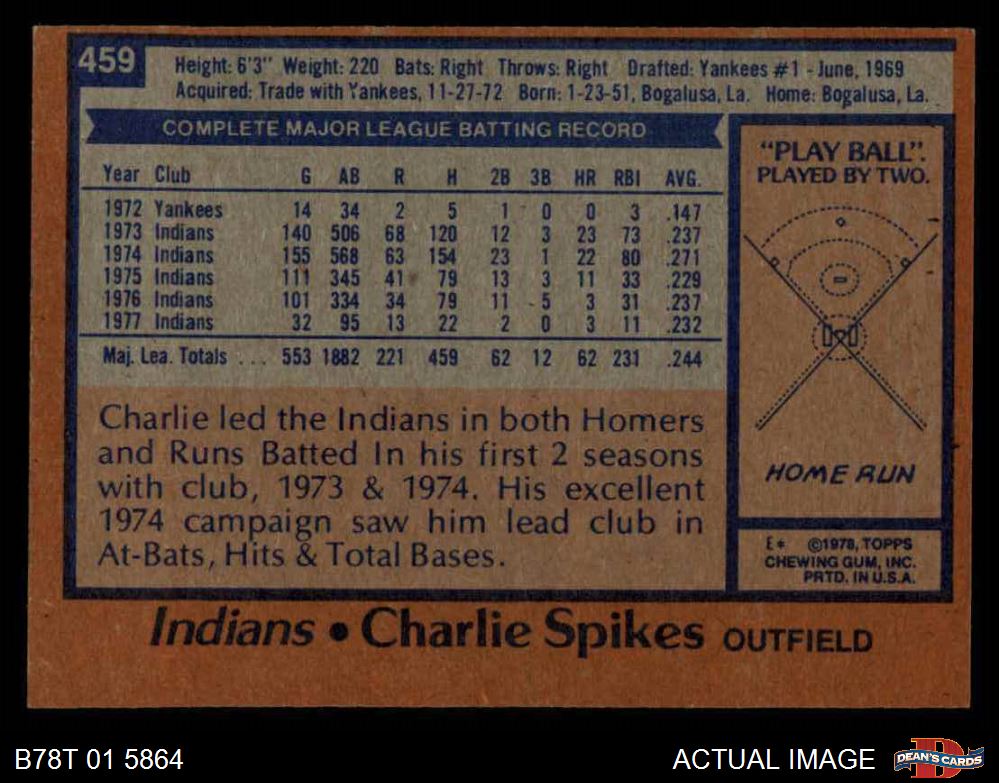 459
Height: 6'3" Weight: 220 Bats: Right Throws: Right Drafted: Yankees #1 - June, 1969
Acquired: Trade with Yankees, 11-27-72 Born: 1-23-51, Bogalusa, La. Home: Bogalusa, La.
COMPLETE MAJOR LEAGUE BATTING RECORD
Year Club G AB R H 2B 3B HR RBI AVG.
1972 Yankees 14 34 2 5 1 0 0 3 .147
1973 Indians 140 506 68 120 12 3 23 73 .237
1974 Indians 155 568 63 154 23 1 22 80 .271
1975 Indians 111 345 41 79 13 3 11 33 .229
1976 Indians 101 334 34 79 11 5 3 31 .237
1977 Indians 32 95 13 22 2 0 3 11 .232
Maj. Lea. Totals ... 553 1882 221 459 62 12 62 231 .244
Charlie led the Indians in both Homers
and Runs Batted In his first 2 seasons
with club, 1973 & 1974. His excellent
1974 campaign saw him lead club in
At-Bats, Hits & Total Bases.
"PLAY BALL".
PLAYED BY TWO.
HOME RUN
E* ©1978, TOPPS
CHEWING GUM, INC.
PRTD. IN U.S.A.
Indians • Charlie Spikes OUTFIELD
B78T 01 5864
ACTUAL IMAGE
D
DEAN'S CARDS